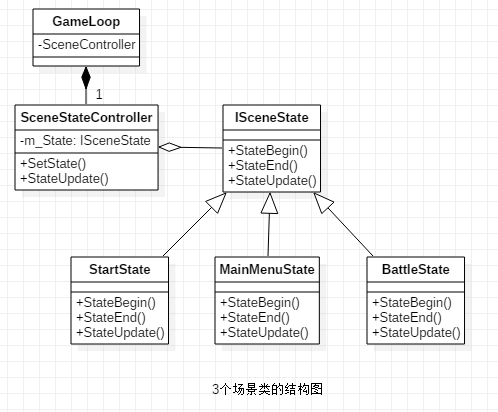 GameLoop
-SceneController
1
SceneStateController
-m_State: ISceneState
+SetState()
+StateUpdate()
ISceneState
+StateBegin()
+StateEnd()
+StateUpdate()
StartState
+StateBegin()
+StateEnd()
+StateUpdate()
MainMenuState
+StateBegin()
+StateEnd()
+StateUpdate()
BattleState
+StateBegin()
+StateEnd()
+StateUpdate()
3个场景类的结构图